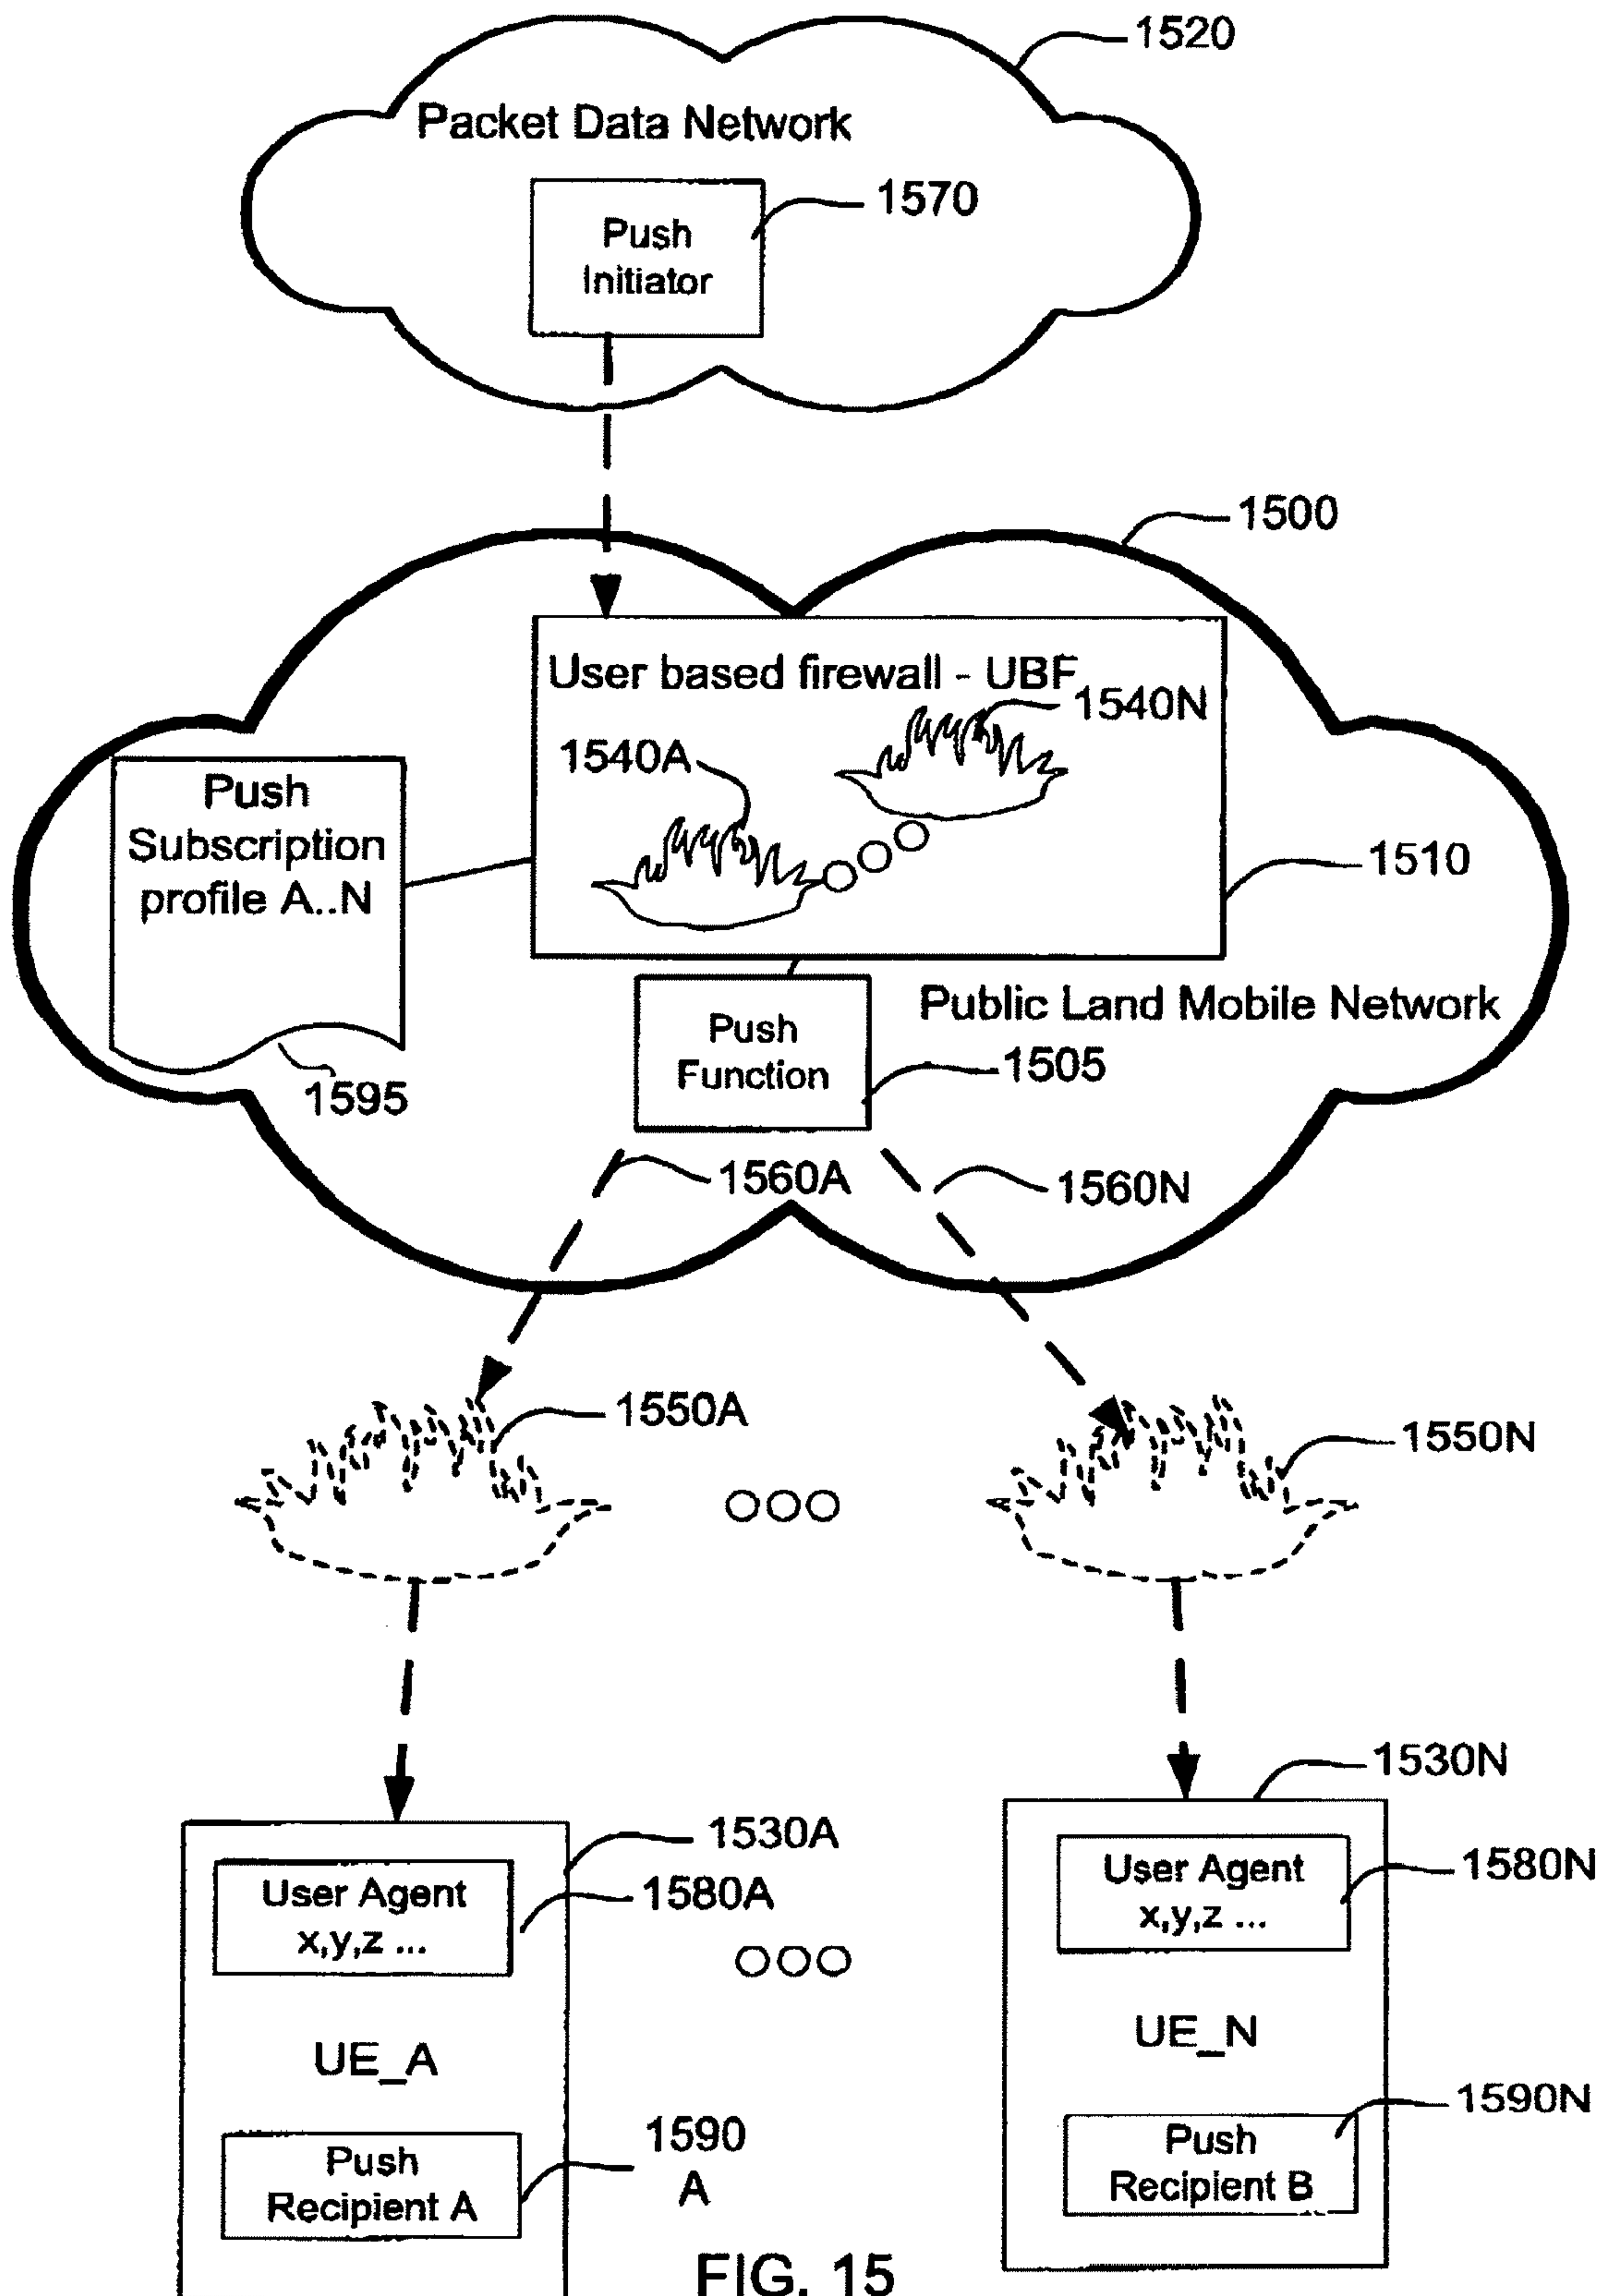 1520
Packet Data Network
1570
Push
Initiator
1500
User based firewall - UBF
1540N
1540A
Push
Subscription
profile A..N
1510
Public Land Mobile Network
Push
Function
1505
1595
1560A
1560N
1550A
1550N
1530N
1530A
User Agent
x,y,z ...
1580A
User Agent
x,y,z ...
1580N
UE_A
UE_N
1590N
1590
A
Push
Recipient A
Push
Recipient B
FIG. 15